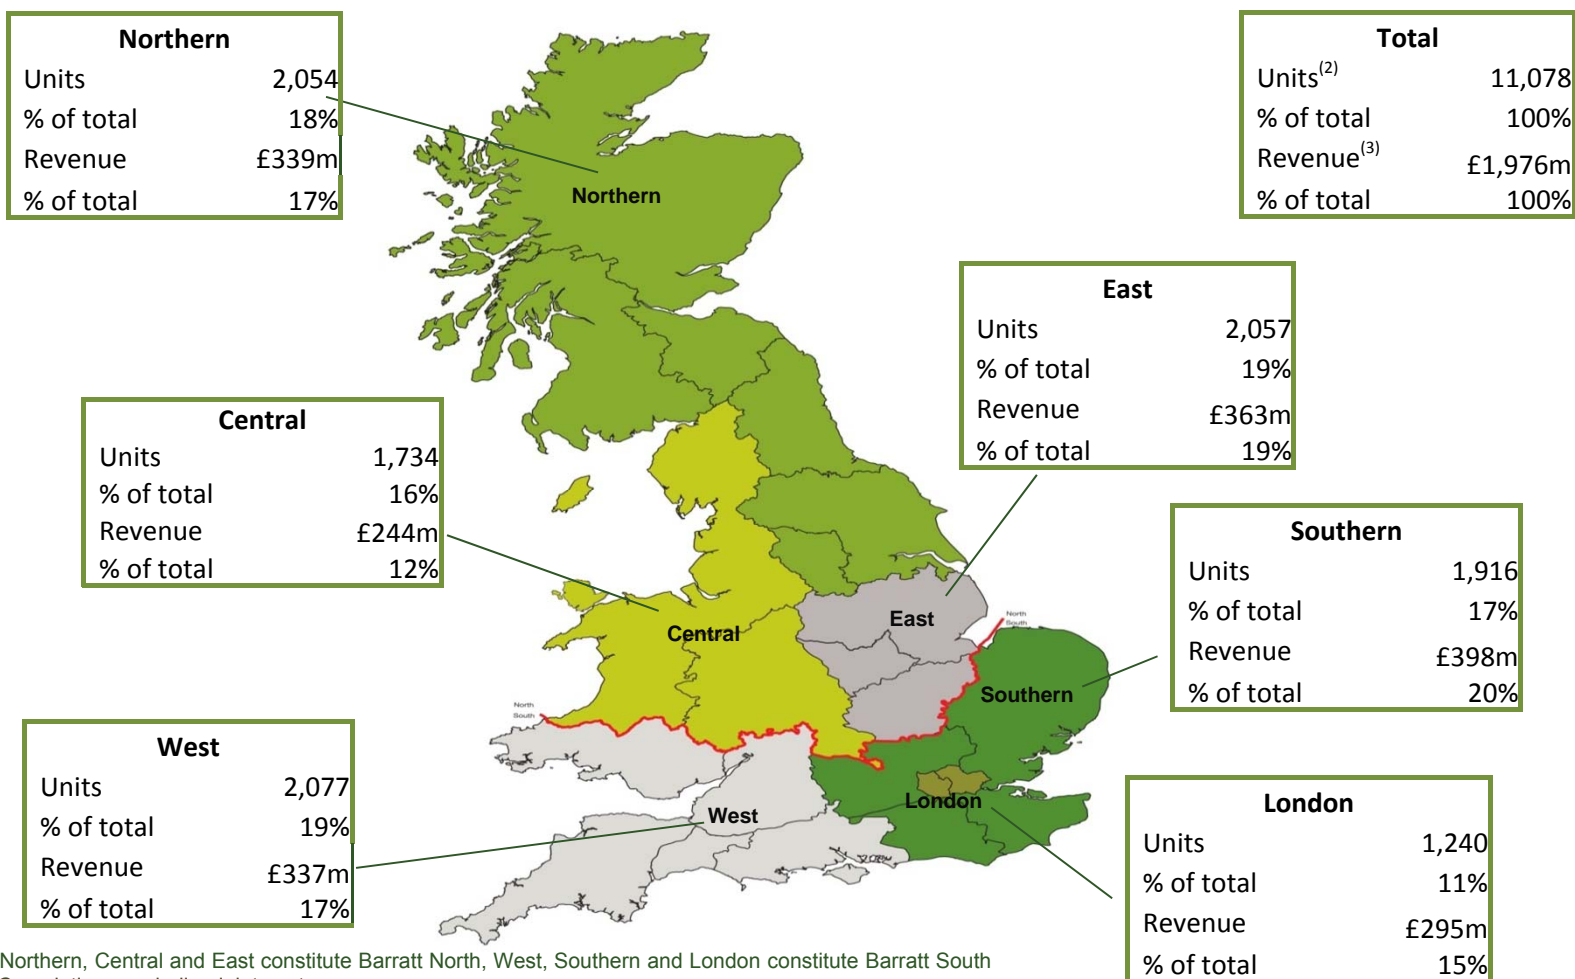 Northern
Units 2,054
% of total 18%
Revenue £339m
% of total 17%
Total
Units(2) 11,078
% of total 100%
Revenue(3) £1,976m
% of total 100%
Northern
East
Units 2,057
% of total 19%
Revenue £363m
% of total 19%
Central
Units 1,734
% of total 16%
Revenue £244m
% of total 12%
Southern
Units 1,916
% of total 17%
Revenue £398m
% of total 20%
North
South
East
Central
Southern
North
South
West
Units 2,077
% of total 19%
Revenue £337m
% of total 17%
London
West
London
Units 1,240
% of total 11%
Revenue £295m
% of total 15%
Northern, Central and East constitute Barratt North, West, Southern and London constitute Barratt South